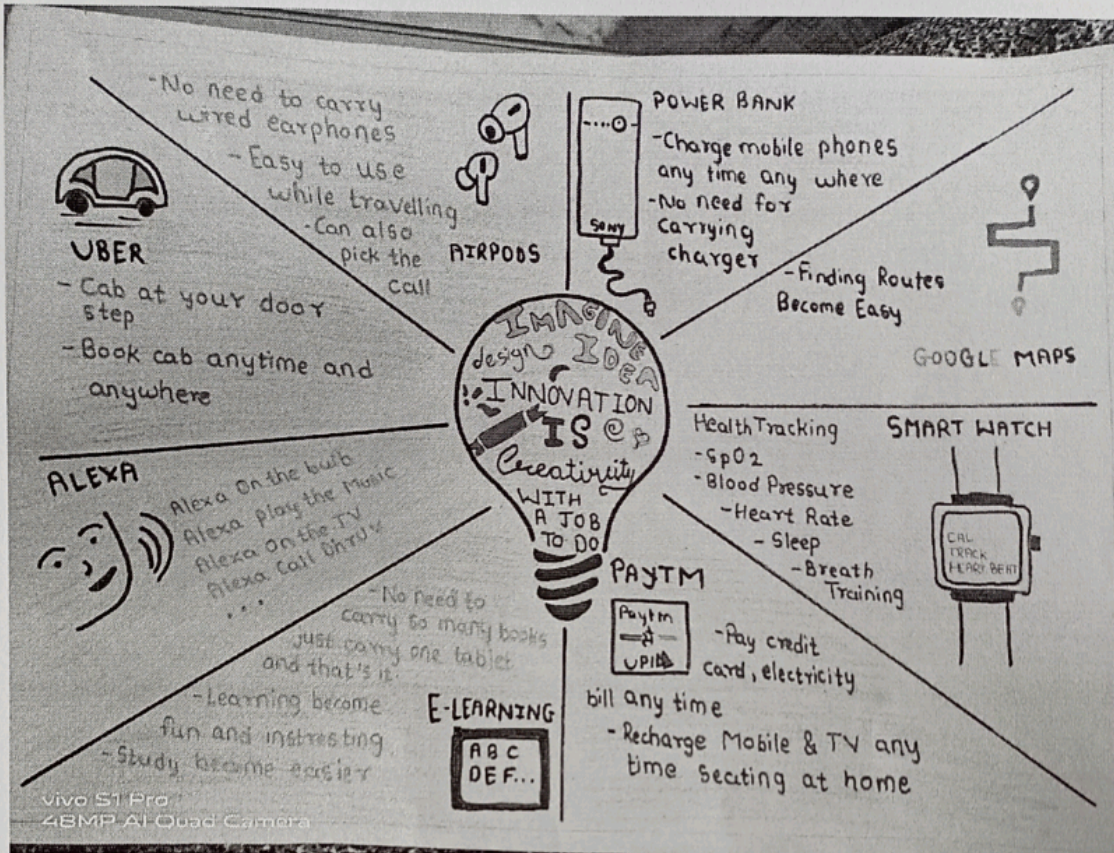 -No need to carry
wired earphones
- Easy to use
while travelling
-Can also
pick the
call
AIRPODS
POWER BANK
-Charge mobile phones
any time any where
-No need for
carrying
charger
SONY
-Finding Routes
Become Easy
GOOGLE MAPS
UBER
- Cab at your door
step
-Book cab anytime and
anywhere
IMAGINE
design IDEA
INNOVATION
IS
Creativity
WITH
A JOB
TO DO
Health Tracking
-SpO2
-Blood Pressure
-Heart Rate
-Sleep
-Breath
Training
SMART WATCH
CAL
TRACK
HEART BEAT
ALEXA
Alexa On the bulb
Alexa play the Music
Alexa on the TV
Alexa Call Dhruv
...
-No need to
carry so many books
just carry one tablet
and that's it.
-Learning become
fun and instresting
-Study become easier
E-LEARNING
ABC
DEF...
PAYTM
Paytm
UPI
-Pay credit
card, electricity
bill any time
-Recharge Mobile & TV any
time seating at home
vivo S1 Pro
48MP AI Quad Camera